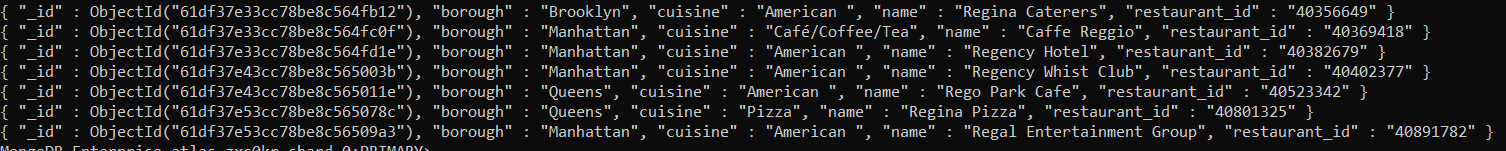 { "_id" : ObjectId("61df37e33cc78be8c564fb12"), "borough" : "Brooklyn", "cuisine" : "American ", "name" : "Regina Caterers", "restaurant_id" : "40356649" }
{ "_id" : ObjectId("61df37e33cc78be8c564fc0f"), "borough" : "Manhattan", "cuisine" : "Café/Coffee/Tea", "name" : "Caffe Reggio", "restaurant_id" : "40369418" }
{ "_id" : ObjectId("61df37e33cc78be8c564fd1e"), "borough" : "Manhattan", "cuisine" : "American ", "name" : "Regency Hotel", "restaurant_id" : "40382679" }
{ "_id" : ObjectId("61df37e43cc78be8c565003b"), "borough" : "Manhattan", "cuisine" : "American ", "name" : "Regency Whist Club", "restaurant_id" : "40402377" }
{ "_id" : ObjectId("61df37e43cc78be8c565011e"), "borough" : "Queens", "cuisine" : "American ", "name" : "Rego Park Cafe", "restaurant_id" : "40523342" }
{ "_id" : ObjectId("61df37e53cc78be8c565078c"), "borough" : "Queens", "cuisine" : "Pizza", "name" : "Regina Pizza", "restaurant_id" : "40801325" }
{ "_id" : ObjectId("61df37e53cc78be8c56509a3"), "borough" : "Manhattan", "cuisine" : "American ", "name" : "Regal Entertainment Group", "restaurant_id" : "40891782" }
MongoDB Enterprise